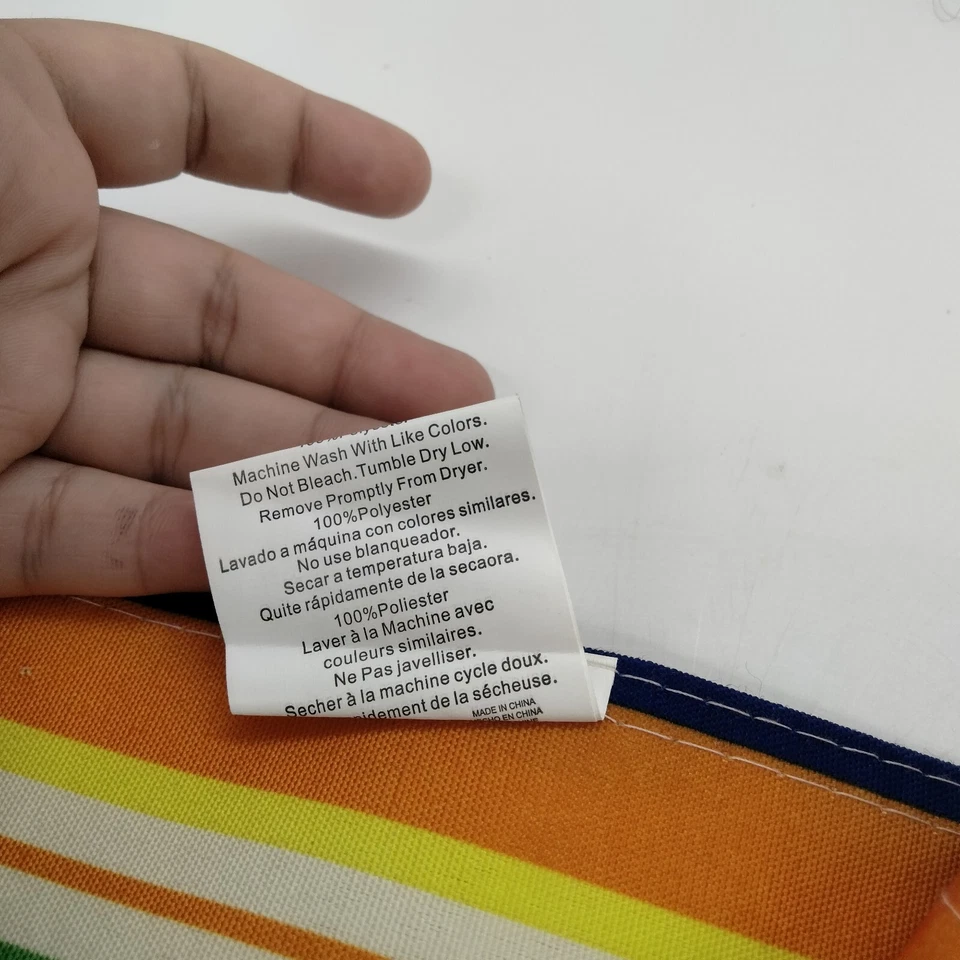 Machine Wash With Like Colors.
Do Not Bleach.Tumble Dry Low.
Remove Promptly From Dryer.
100%Polyester
Lavado a máquina con colores similares.
No use blanqueador.
Secar a temperatura baja.
Quite rápidamente de la secaora.
100%Poliester
Laver à la Machine avec
couleurs similaires.
Ne Pas javelliser.
Secher à la machine cycle doux.
de la sécheuse.
MADE IN CHINA
EN CHINA